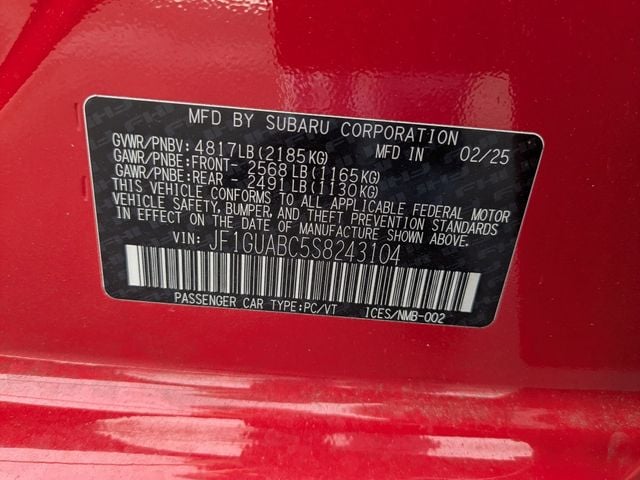 MFD BY SUBARU CORPORATION
GVWR/PNBV: 4817LB(2185KG) MFD IN 02/25
GAWR/PNBE:FRONT- 2568LB(1165KG)
GAWR/PNBE:REAR - 2491LB(1130KG)
THIS VEHICLE CONFORMS TO ALL APPLICABLE FEDERAL MOTOR
VEHICLE SAFETY, BUMPER, AND THEFT PREVENTION STANDARDS
IN EFFECT ON THE DATE OF MANUFACTURE SHOWN ABOVE.
VIN: JF1GUABC5S8243104
PASSENGER CAR TYPE:PC/VT ICES/NMB-002